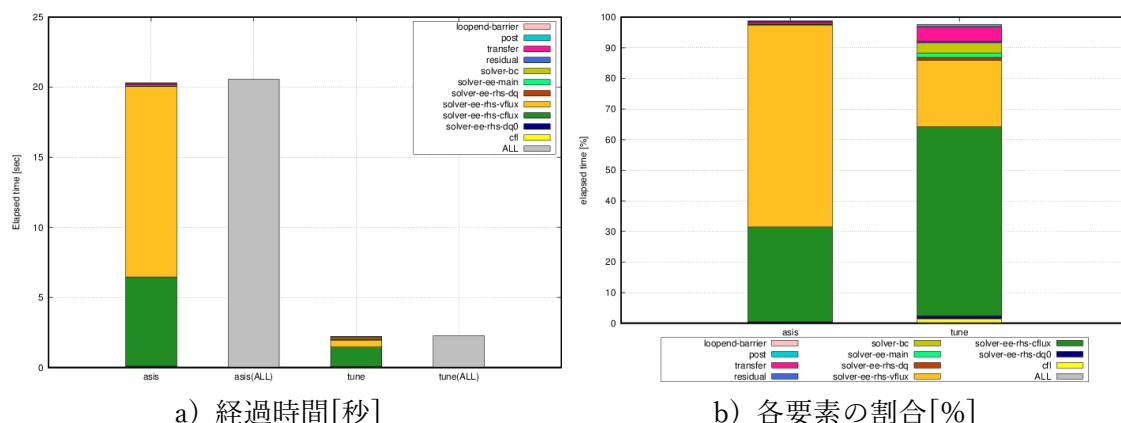 Elapsed time [sec]
25
20
15
10
5
0
loopend-barrier
post
transfer
residual
solver-bc
solver-ee-main
solver-ee-rhs-dq
solver-ee-rhs-vflux
solver-ee-rhs-cflux
solver-ee-rhs-dq0
cfl
ALL
asis
asis(ALL)
tune
tune(ALL)
a）経過時間[秒]
elapsed time [%]
100
90
80
70
60
50
40
30
20
10
0
asis
tune
loopend-barrier
post
transfer
residual
solver-bc
solver-ee-main
solver-ee-rhs-dq
solver-ee-rhs-vflux
solver-ee-rhs-cflux
solver-ee-rhs-dq0
cfl
ALL
b）各要素の割合[%]